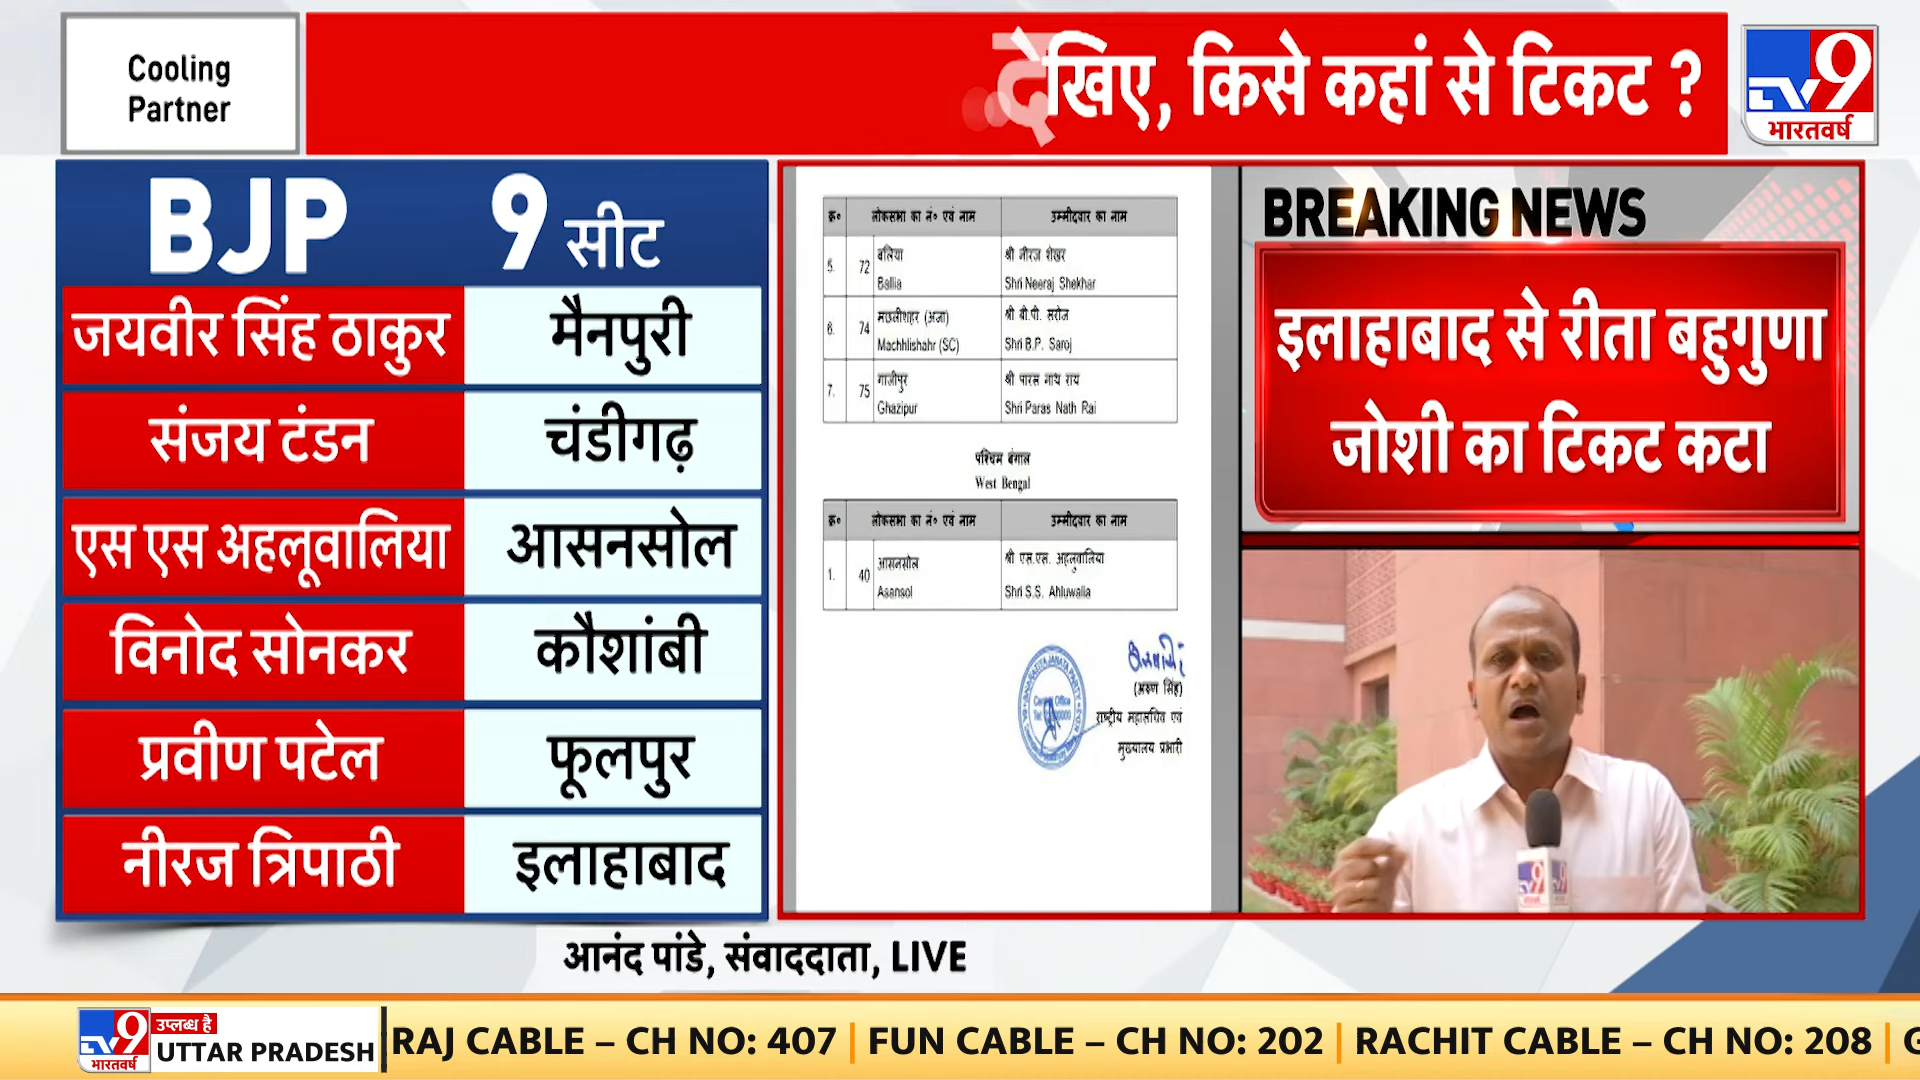 Cooling
Partner
देखिए, किसे कहां से टिकट ?
TV9
भारतवर्ष
BJP 9 सीट
जयवीर सिंह ठाकुर मैनपुरी
संजय टंडन चंडीगढ़
एस एस अहलूवालिया आसनसोल
विनोद सोनकर कौशांबी
प्रवीण पटेल फूलपुर
नीरज त्रिपाठी इलाहाबाद
क्र० लोकसभा का नं० एवं नाम उम्मीदवार का नाम
5. 72 बलिया श्री नीरज शेखर
Ballia Shri Neeraj Shekhar
6. 74 मछलीशहर (अजा) श्री बी.पी. सरोज
Machhlishahr (SC) Shri B.P. Saroj
7. 75 गाजीपुर श्री पारस नाथ राय
Ghazipur Shri Paras Nath Rai
पश्चिम बंगाल
West Bengal
क्र० लोकसभा का नं० एवं नाम उम्मीदवार का नाम
1. 40 आसनसोल श्री एस.एस. अहलुवालिया
Asansol Shri S.S. Ahluwalia
(अरुण सिंह)
राष्ट्रीय महासचिव एवं
मुख्यालय प्रभारी
BREAKING NEWS
इलाहाबाद से रीता बहुगुणा
जोशी का टिकट कटा
TV9
आनंद पांडे, संवाददाता, LIVE
TV9
भारतवर्ष
उप्लब्ध है
UTTAR PRADESH
RAJ CABLE – CH NO: 407 | FUN CABLE – CH NO: 202 | RACHIT CABLE – CH NO: 208 | G